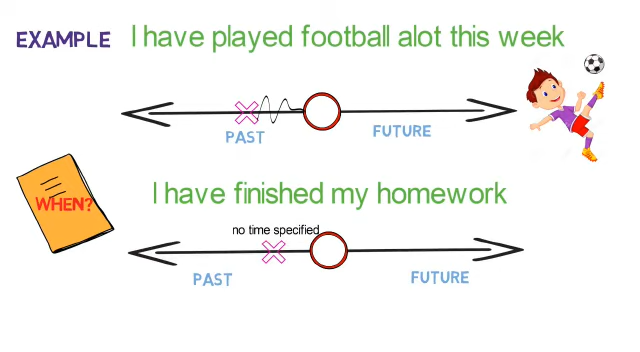 EXAMPLE I have played football alot this week
PAST FUTURE
WHEN? I have finished my homework
no time specified
PAST FUTURE